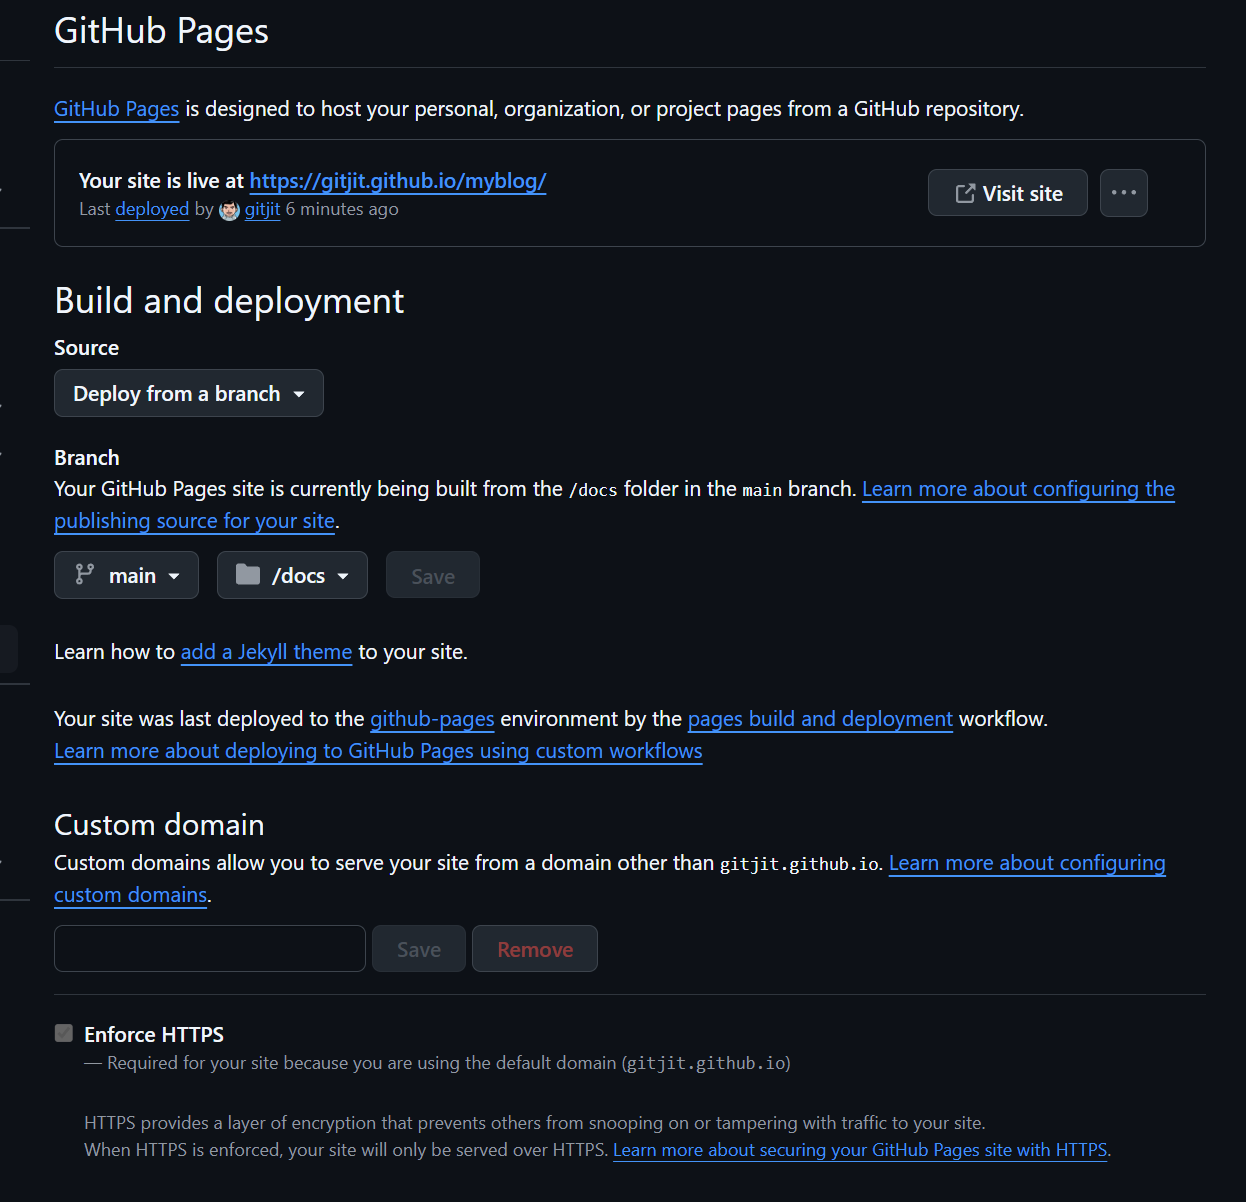 GitHub Pages
GitHub Pages is designed to host your personal, organization, or project pages from a GitHub repository.
Your site is live at https://gitjit.github.io/myblog/
Last deployed by gitjit 6 minutes ago
Visit site
Build and deployment
Source
Deploy from a branch
Branch
Your GitHub Pages site is currently being built from the /docs folder in the main branch. Learn more about configuring the
publishing source for your site.
main /docs Save
Learn how to add a Jekyll theme to your site.
Your site was last deployed to the github-pages environment by the pages build and deployment workflow.
Learn more about deploying to GitHub Pages using custom workflows
Custom domain
Custom domains allow you to serve your site from a domain other than gitjit.github.io. Learn more about configuring
custom domains.
Save Remove
Enforce HTTPS
— Required for your site because you are using the default domain (gitjit.github.io)
HTTPS provides a layer of encryption that prevents others from snooping on or tampering with traffic to your site.
When HTTPS is enforced, your site will only be served over HTTPS. Learn more about securing your GitHub Pages site with HTTPS.